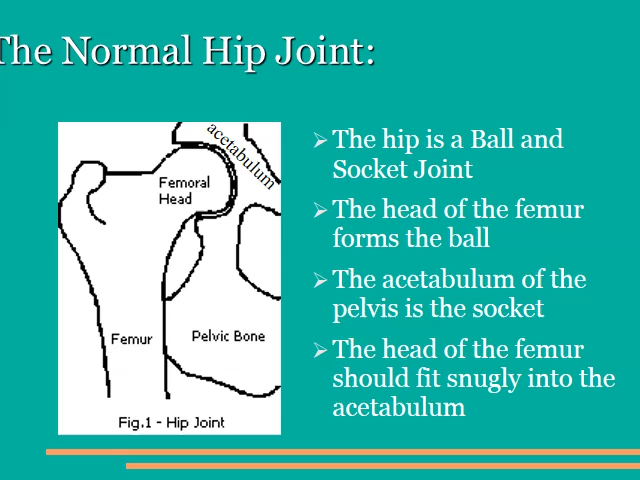 The Normal Hip Joint:
acetabulum
Femoral
Head
Femur
Pelvic Bone
Fig.1 - Hip Joint
➢ The hip is a Ball and
Socket Joint
➢ The head of the femur
forms the ball
➢ The acetabulum of the
pelvis is the socket
➢ The head of the femur
should fit snugly into the
acetabulum